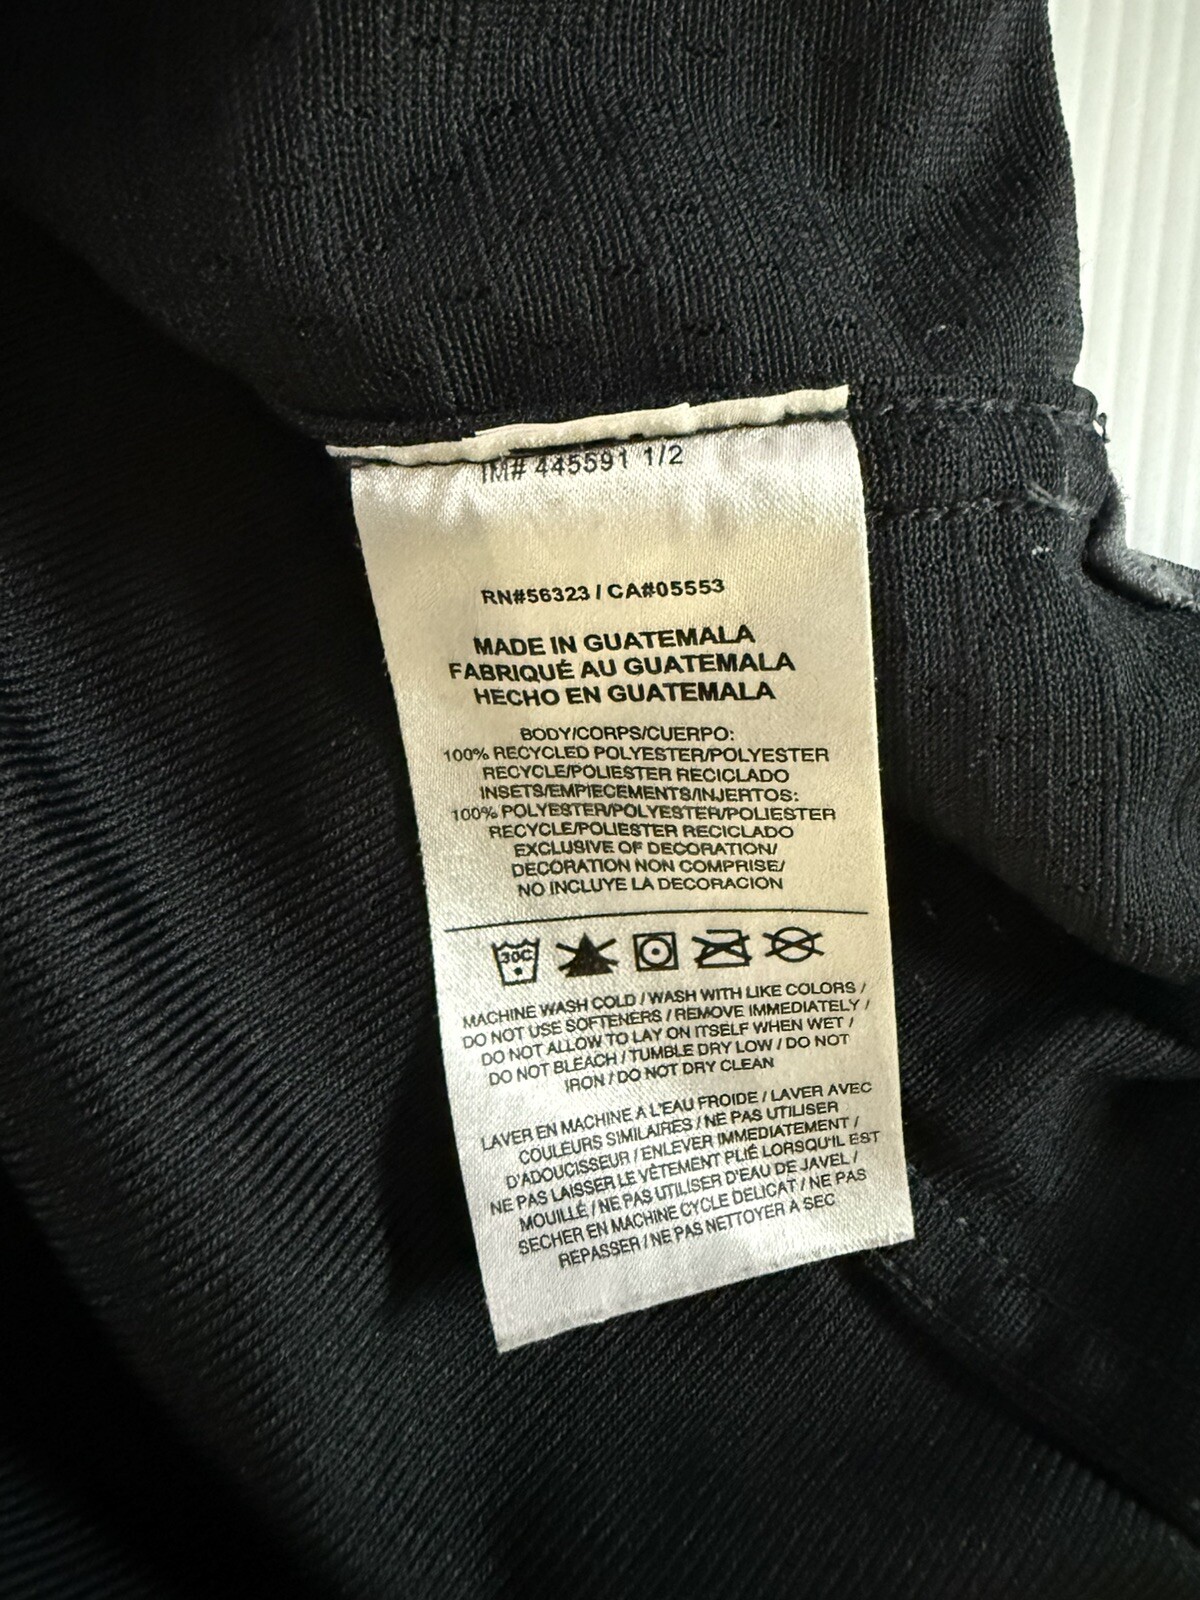 IM# 445591 1/2
RN#56323 / CA#05553
MADE IN GUATEMALA
FABRIQUÉ AU GUATEMALA
HECHO EN GUATEMALA
BODY/CORPS/CUERPO:
100% RECYCLED POLYESTER/POLYESTER
RECYCLE/POLIESTER RECICLADO
INSETS/EMPIECEMENTS/INJERTOS:
100% POLYESTER/POLYESTER/POLIESTER
RECYCLE/POLIESTER RECICLADO
EXCLUSIVE OF DECORATION/
DECORATION NON COMPRISE/
NO INCLUYE LA DECORACION
30C
MACHINE WASH COLD / WASH WITH LIKE COLORS /
DO NOT USE SOFTENERS / REMOVE IMMEDIATELY /
DO NOT ALLOW TO LAY ON ITSELF WHEN WET /
DO NOT BLEACH / TUMBLE DRY LOW / DO NOT
IRON / DO NOT DRY CLEAN
LAVER EN MACHINE A L'EAU FROIDE / LAVER AVEC
COULEURS SIMILAIRES / NE PAS UTILISER
D'ADOUCISSEUR / ENLEVER IMMEDIATEMENT /
NE PAS LAISSER LE VÊTEMENT PLIÉ LORSQU'IL EST
MOUILLÉ / NE PAS UTILISER D'EAU DE JAVEL /
SECHER EN MACHINE CYCLE DELICAT / NE PAS
REPASSER / NE PAS NETTOYER A SEC